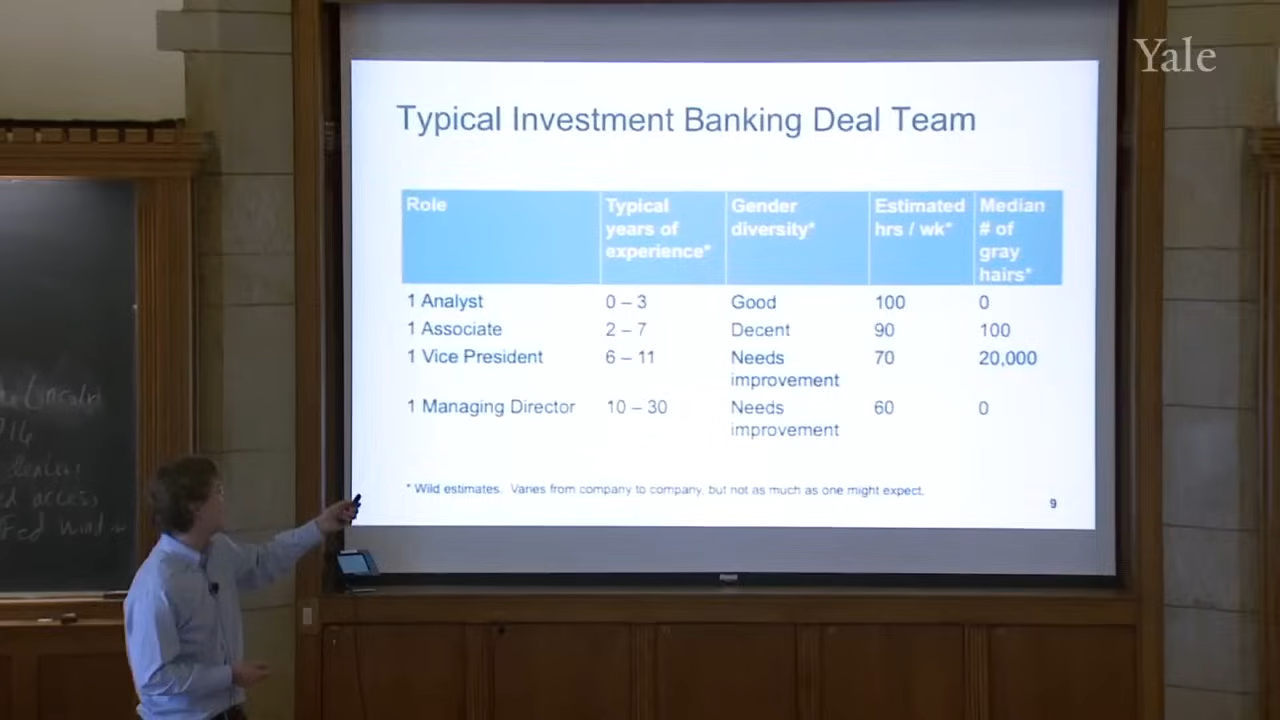 Yale
Typical Investment Banking Deal Team
Role
Typical years of experience*
Gender diversity*
Estimated hrs / wk*
Median # of gray hairs*
1 Analyst 0 – 3 Good 100 0
1 Associate 2 – 7 Decent 90 100
1 Vice President 6 – 11 Needs improvement 70 20,000
1 Managing Director 10 – 30 Needs improvement 60 0
* Wild estimates. Varies from company to company, but not as much as one might expect.
9
access
Fed wind